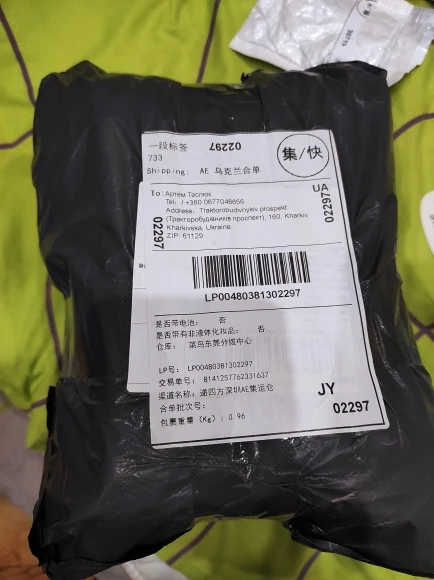 一段标签
02297
集/快
733
Shipping: AE 乌克兰合单
UA
02297
To: Артем Теслюк
Tel: / +380 0677048656
Address: Traktorobudivnykiv prospekt
(Тракторобудівників проспект), 160, Kharkiv,
Kharkivska, Ukraine
ZIP: 61129
02297
LP00480381302297
是否带电池: 否
是否带有非液体化妆品: 否
仓库: 菜鸟东莞分拨中心
LP号: LP00480381302297
交易单号: 8141257762331637
渠道名称: 递四方深圳AE集运仓
合单批次号:
包裹重量 (Kg): 0.96
JY
02297